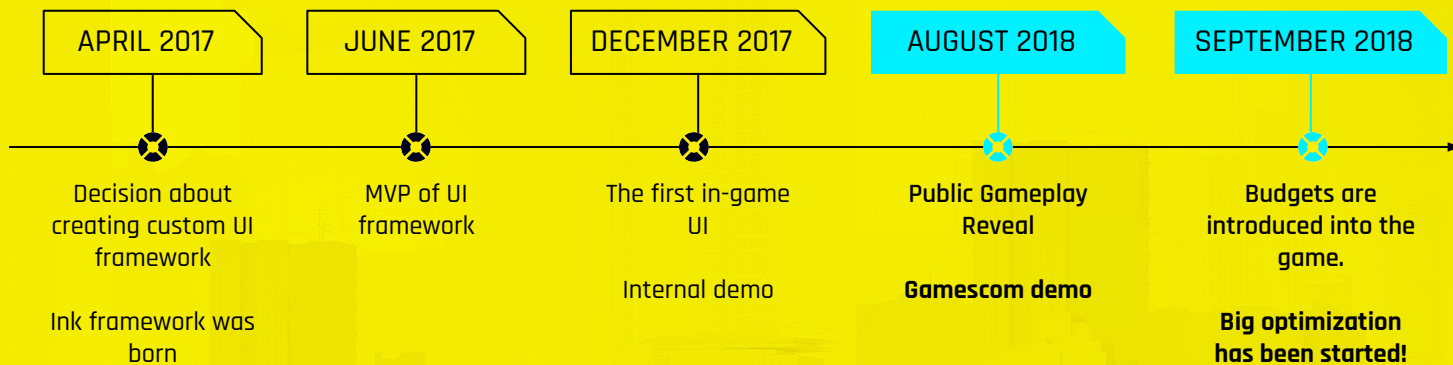 APRIL 2017
JUNE 2017
DECEMBER 2017
AUGUST 2018
SEPTEMBER 2018
Decision about
creating custom UI
framework
Ink framework was
born
MVP of UI
framework
The first in-game
UI
Internal demo
Public Gameplay
Reveal
Gamescom demo
Budgets are
introduced into the
game.
Big optimization
has been started!